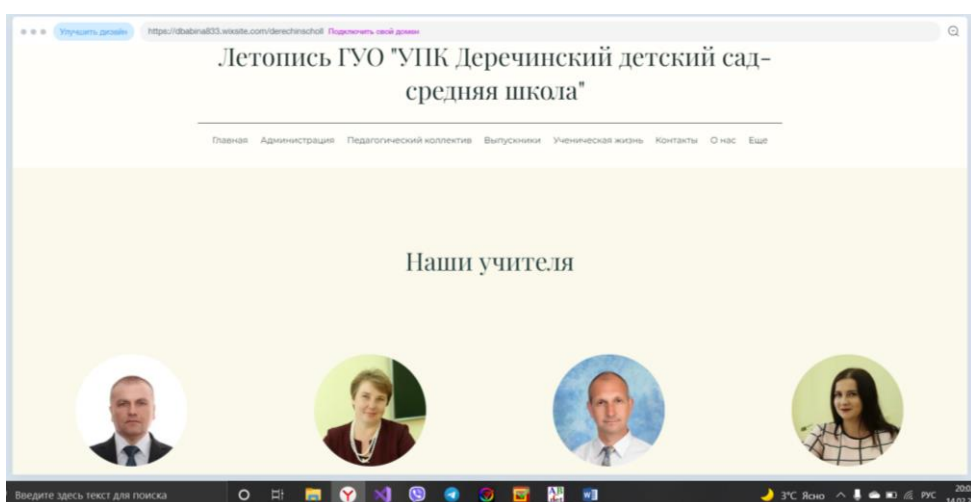 Улучшить дизайн https://dbabina833.wixsite.com/derechinscholl Подключить свой домен
Летопись ГУО "УПК Деречинский детский сад-
средняя школа"
Главная Администрация Педагогический коллектив Выпускники Ученическая жизнь Контакты О нас Еще
Наши учителя
Введите здесь текст для поиска 3°C Ясно РУС